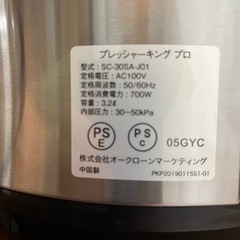 プレッシャーキング プロ
型式：SC-30SA-J01
定格電圧：AC100V
定格周波数：50/60Hz
定格消費電力：700W
容量：3.2ℓ
内部圧力：30～50kPa
PS
E
PS
C
05GYC
株式会社オークローンマーケティング
中国製
PKP20190115S1-01